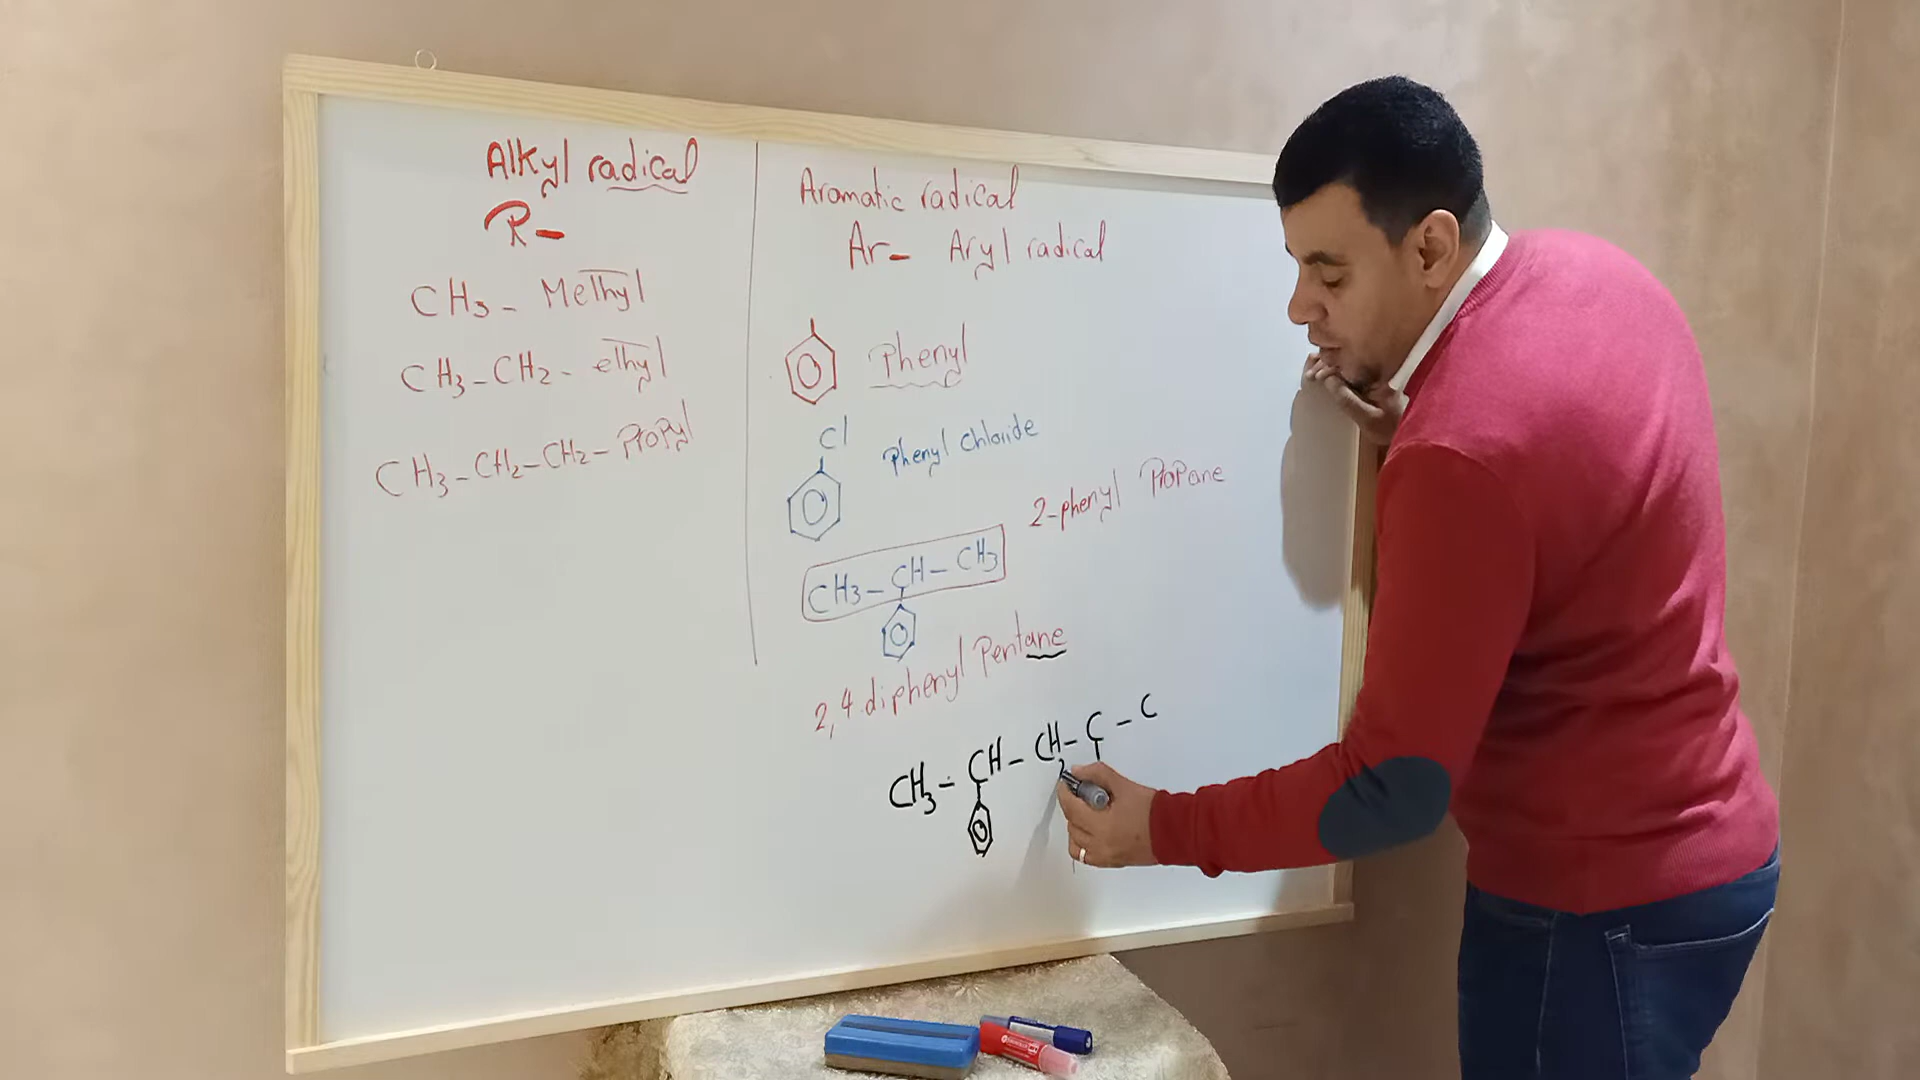 Alkyl radical
R-
CH3 - Methyl
CH3 - CH2 - ethyl
CH3 - CH2 - CH2 - Propyl
Aromatic radical
Ar- Aryl radical
Phenyl
Cl
Phenyl chloride
2-phenyl Propane
CH3 - CH - CH3
2,4.diphenyl Pentane
CH3 - CH - CH2 - C - C